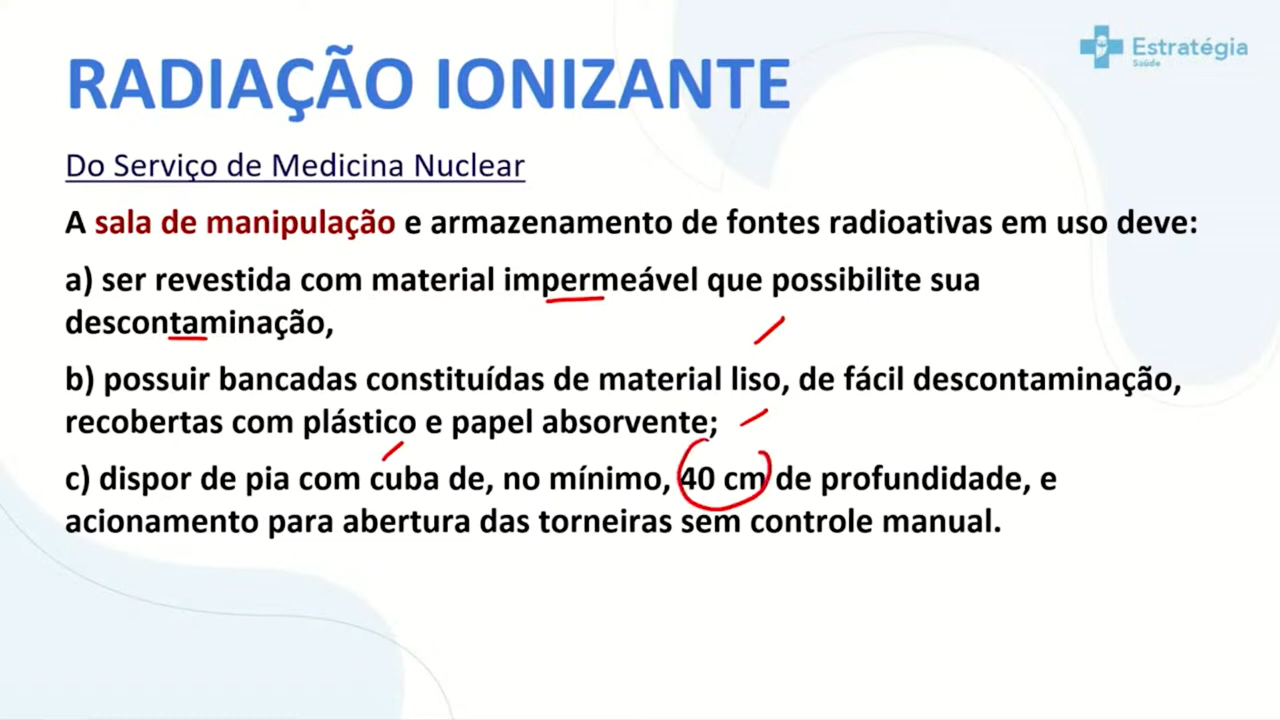 Estratégia
Saúde
RADIAÇÃO IONIZANTE
Do Serviço de Medicina Nuclear
A sala de manipulação e armazenamento de fontes radioativas em uso deve:
a) ser revestida com material impermeável que possibilite sua
descontaminação,
b) possuir bancadas constituídas de material liso, de fácil descontaminação,
recobertas com plástico e papel absorvente;
c) dispor de pia com cuba de, no mínimo, 40 cm de profundidade, e
acionamento para abertura das torneiras sem controle manual.